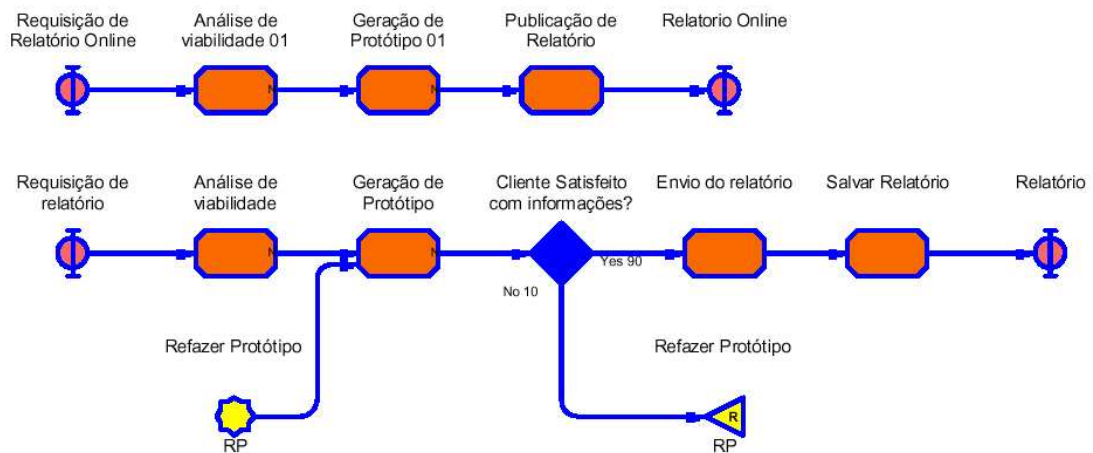 Requisição de
Relatório Online
Análise de
viabilidade 01
Geração de
Protótipo 01
Publicação de
Relatório
Relatorio Online
N
N
Requisição de
relatório
Análise de
viabilidade
Geração de
Protótipo
Cliente Satisfeito
com informações?
Envio do relatório
Salvar Relatório
Relatório
N
N
Yes 90
No 10
Refazer Protótipo
Refazer Protótipo
R
RP
RP